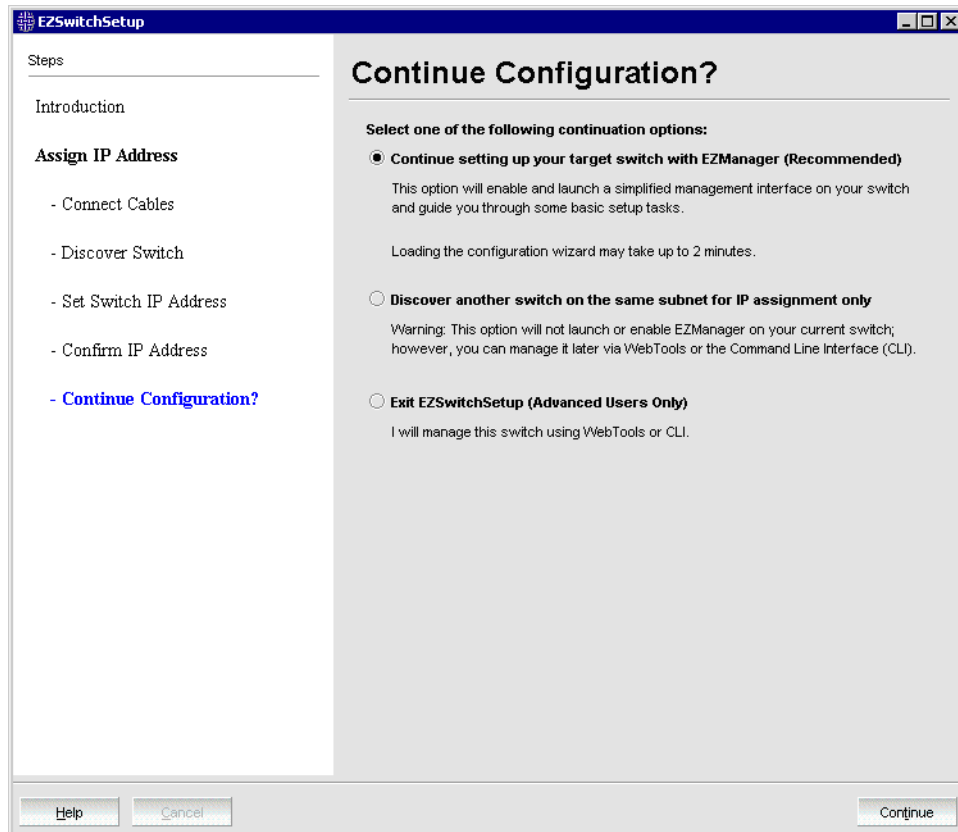 EZSwitchSetup
Steps
Introduction
Assign IP Address
- Connect Cables
- Discover Switch
- Set Switch IP Address
- Confirm IP Address
- Continue Configuration?
Continue Configuration?
Select one of the following continuation options:
Continue setting up your target switch with EZManager (Recommended)
This option will enable and launch a simplified management interface on your switch
and guide you through some basic setup tasks.
Loading the configuration wizard may take up to 2 minutes.
Discover another switch on the same subnet for IP assignment only
Warning: This option will not launch or enable EZManager on your current switch;
however, you can manage it later via WebTools or the Command Line Interface (CLI).
Exit EZSwitchSetup (Advanced Users Only)
I will manage this switch using WebTools or CLI.
Help
Cancel
Continue